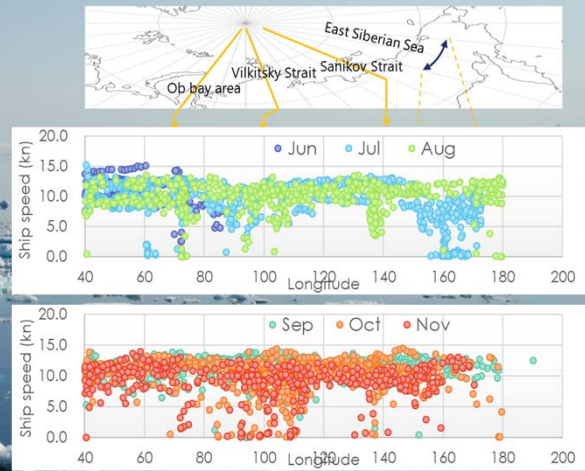 East Siberian Sea
Vilkitsky Strait
Sanikov Strait
Ob bay area
Ship speed (kn)
20.0
15.0
10.0
5.0
0.0
Jun
Jul
Aug
40
60
80
100
120
140
160
180
200
Longitude
Ship speed (kn)
20.0
15.0
10.0
5.0
0.0
Sep
Oct
Nov
40
60
80
100
120
140
160
180
200
Longitude